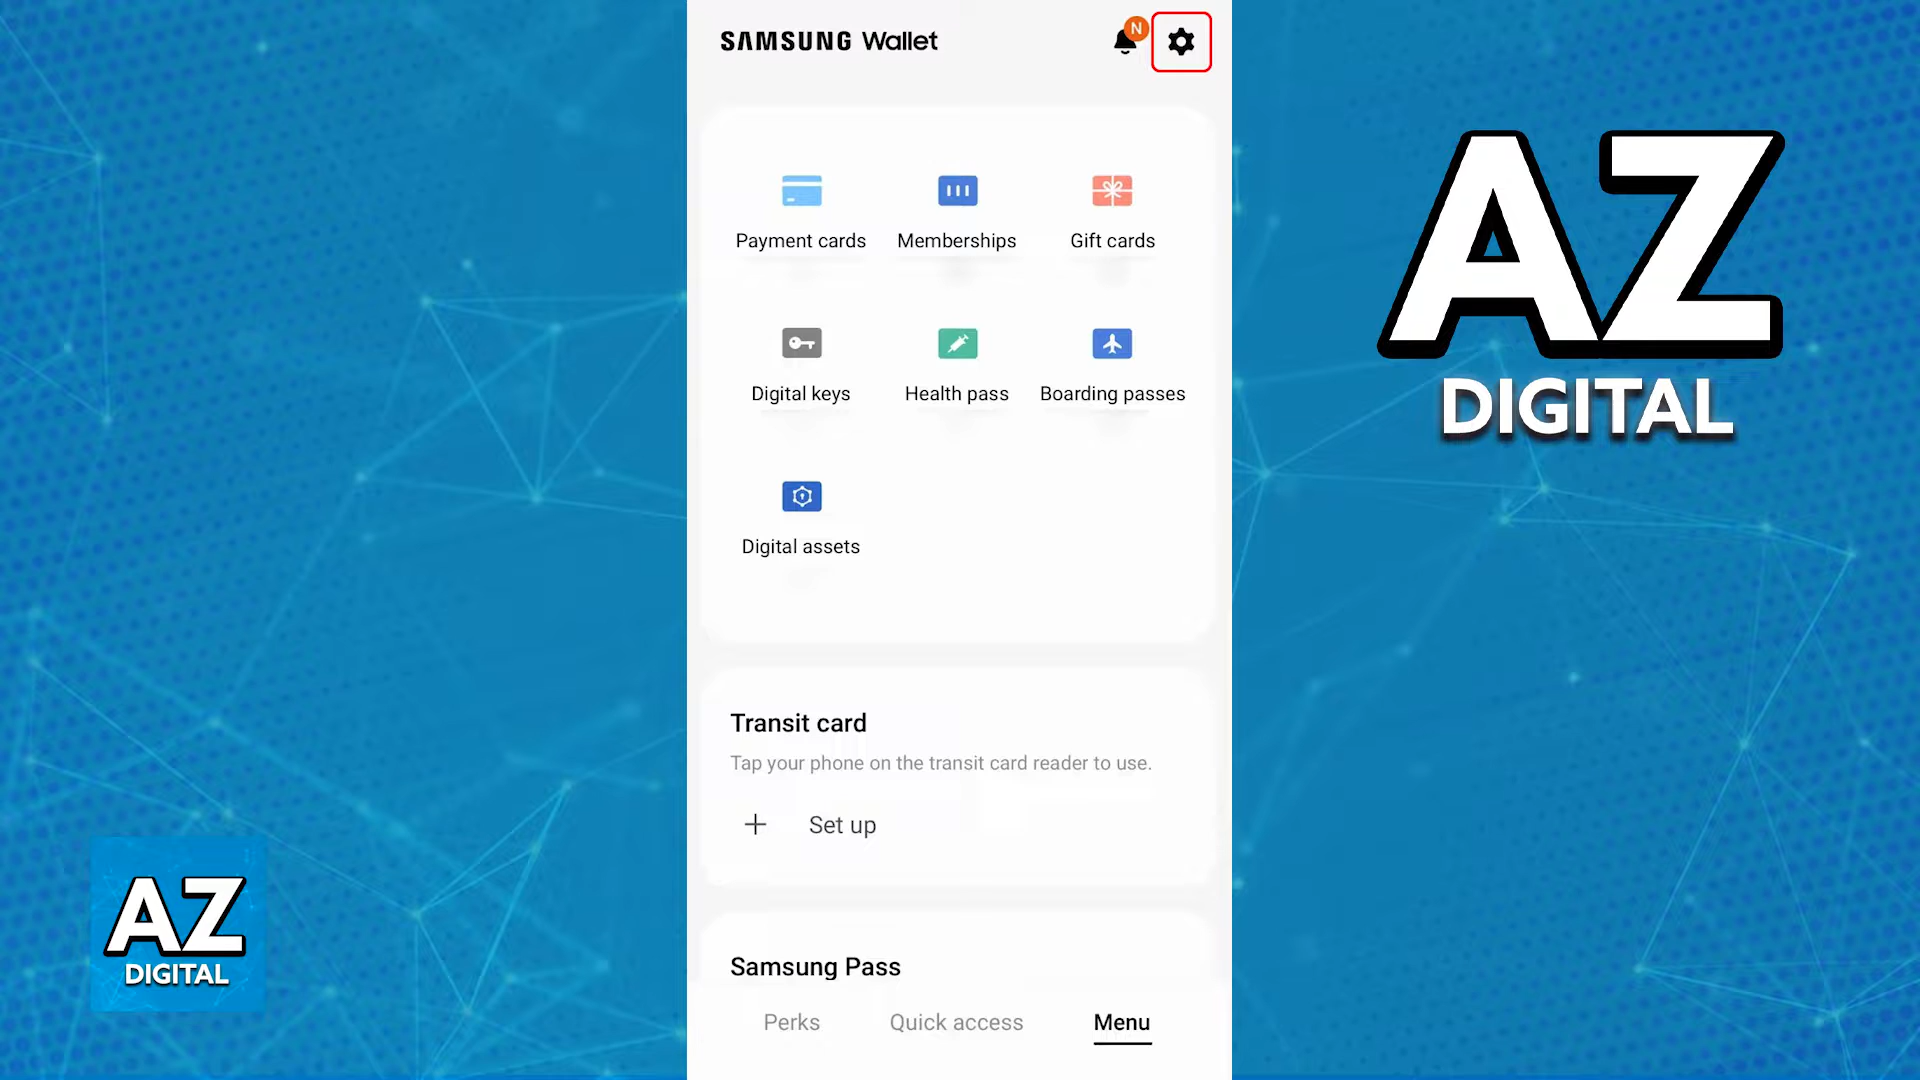 SAMSUNG Wallet
N
Payment cards
Memberships
Gift cards
Digital keys
Health pass
Boarding passes
Digital assets
Transit card
Tap your phone on the transit card reader to use.
+ Set up
Samsung Pass
Perks
Quick access
Menu
AZ
DIGITAL
AZ
DIGITAL